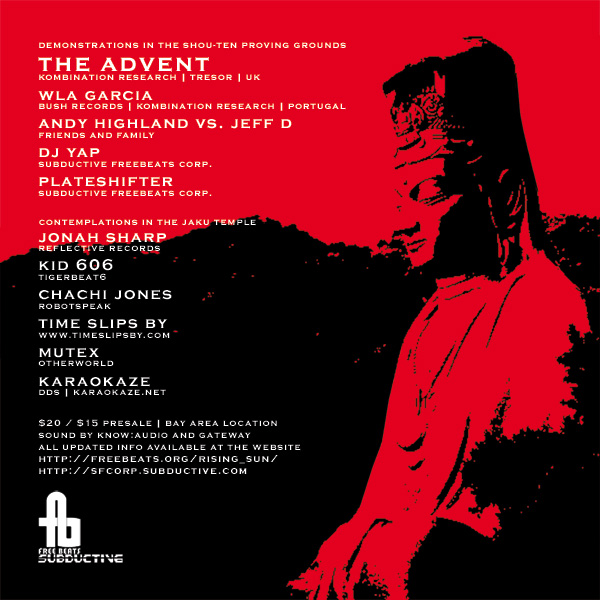 DEMONSTRATIONS IN THE SHOU-TEN PROVING GROUNDS
THE ADVENT
KOMBINATION RESEARCH | TRESOR | UK
WLA GARCIA
BUSH RECORDS | KOMBINATION RESEARCH | PORTUGAL
ANDY HIGHLAND VS. JEFF D
FRIENDS AND FAMILY
DJ YAP
SUBDUCTIVE FREEBEATS CORP.
PLATESHIFTER
SUBDUCTIVE FREEBEATS CORP.
CONTEMPLATIONS IN THE JAKU TEMPLE
JONAH SHARP
REFLECTIVE RECORDS
KID 606
TIGERBEAT6
CHACHI JONES
ROBOTSPEAK
TIME SLIPS BY
WWW.TIMESLIPSBY.COM
MUTEX
OTHERWORLD
KARAOKAZE
DDS | KARAOKAZE.NET
$20 / $15 PRESALE | BAY AREA LOCATION
SOUND BY KNOW:AUDIO AND GATEWAY
ALL UPDATED INFO AVAILABLE AT THE WEBSITE
HTTP://FREEBEATS.ORG/RISING_SUN/
HTTP://SFCORP.SUBDUCTIVE.COM
fb
FREE BEATS
SUBDUCTIVE